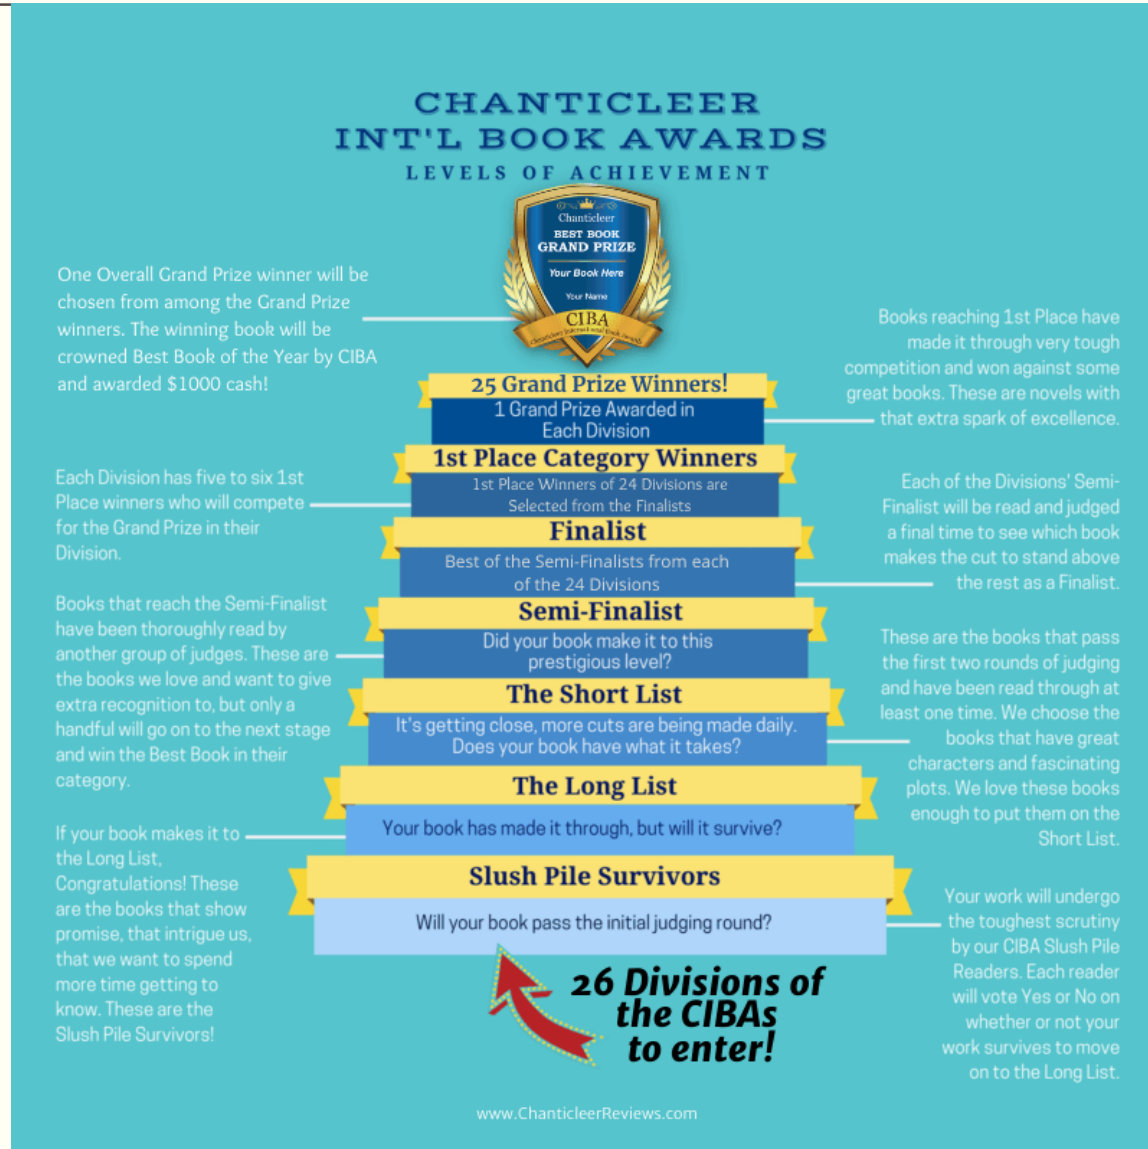 CHANTICLEER
INT'L BOOK AWARDS
LEVELS OF ACHIEVEMENT
Chanticleer
BEST BOOK
GRAND PRIZE
Your Book Here
Your Name
CIBA
Chanticleer International Book Awards
One Overall Grand Prize winner will be
chosen from among the Grand Prize
winners. The winning book will be
crowned Best Book of the Year by CIBA
and awarded $1000 cash!
Books reaching 1st Place have
made it through very tough
competition and won against some
great books. These are novels with
that extra spark of excellence.
25 Grand Prize Winners!
1 Grand Prize Awarded in
Each Division
1st Place Category Winners
1st Place Winners of 24 Divisions are
Selected from the Finalists
Each Division has five to six 1st
Place winners who will compete
for the Grand Prize in their
Division.
Each of the Divisions' Semi-
Finalist will be read and judged
a final time to see which book
makes the cut to stand above
the rest as a Finalist.
Finalist
Best of the Semi-Finalists from each
of the 24 Divisions
Semi-Finalist
Did your book make it to this
prestigious level?
Books that reach the Semi-Finalist
have been thoroughly read by
another group of judges. These are
the books we love and want to give
extra recognition to, but only a
handful will go on to the next stage
and win the Best Book in their
category.
These are the books that pass
the first two rounds of judging
and have been read through at
least one time. We choose the
books that have great
characters and fascinating
plots. We love these books
enough to put them on the
Short List.
The Short List
It's getting close, more cuts are being made daily.
Does your book have what it takes?
The Long List
Your book has made it through, but will it survive?
If your book makes it to
the Long List,
Congratulations! These
are the books that show
promise, that intrigue us,
that we want to spend
more time getting to
know. These are the
Slush Pile Survivors!
Slush Pile Survivors
Will your book pass the initial judging round?
Your work will undergo
the toughest scrutiny
by our CIBA Slush Pile
Readers. Each reader
will vote Yes or No on
whether or not your
work survives to move
on to the Long List.
26 Divisions of
the CIBAs
to enter!
www.ChanticleerReviews.com